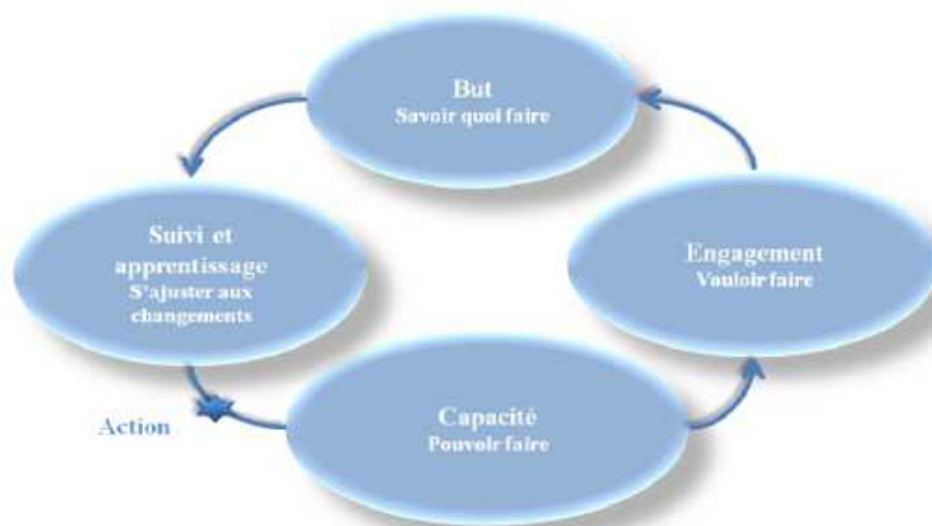 But
Savoir quoi faire
Suivi et
apprentissage
S'ajuster aux
changements
Engagement
Vouloir faire
Capacité
Pouvoir faire
Action